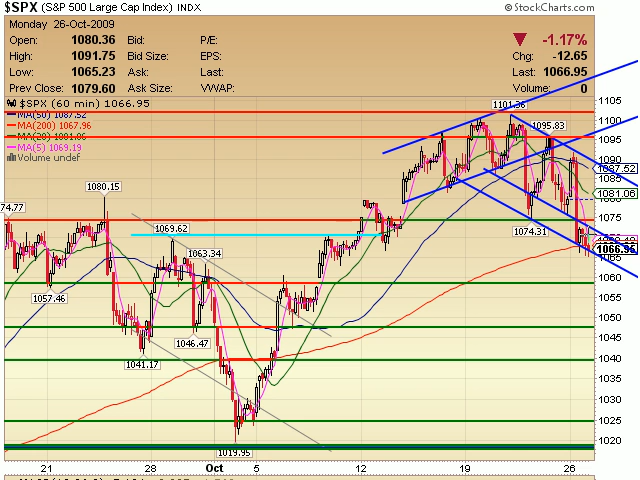 $SPX (S&P 500 Large Cap Index) INDX © StockCharts.com
Monday 26-Oct-2009 -1.17%
Open: 1080.36 Bid: P/E: Chg: -12.65
High: 1091.75 Bid Size: EPS: Last: 1066.95
Low: 1065.23 Ask: Last: Volume: 0
Prev Close: 1079.60 Ask Size: VWAP:
$SPX (60 min) 1066.95
MA(50) 1087.52
MA(200) 1067.96
MA(5) 1069.19
Volume undef
1101.36
1095.83
1080.15
1074.31
1069.62
1063.34
1057.46
1046.47
1041.17
1019.95
1105
1100
1095
1090
1087.52
1085
1081.06
1075
1070
1066.95
1065
1060
1055
1050
1045
1040
1035
1030
1025
1020
21 28 Oct 5 12 19 26